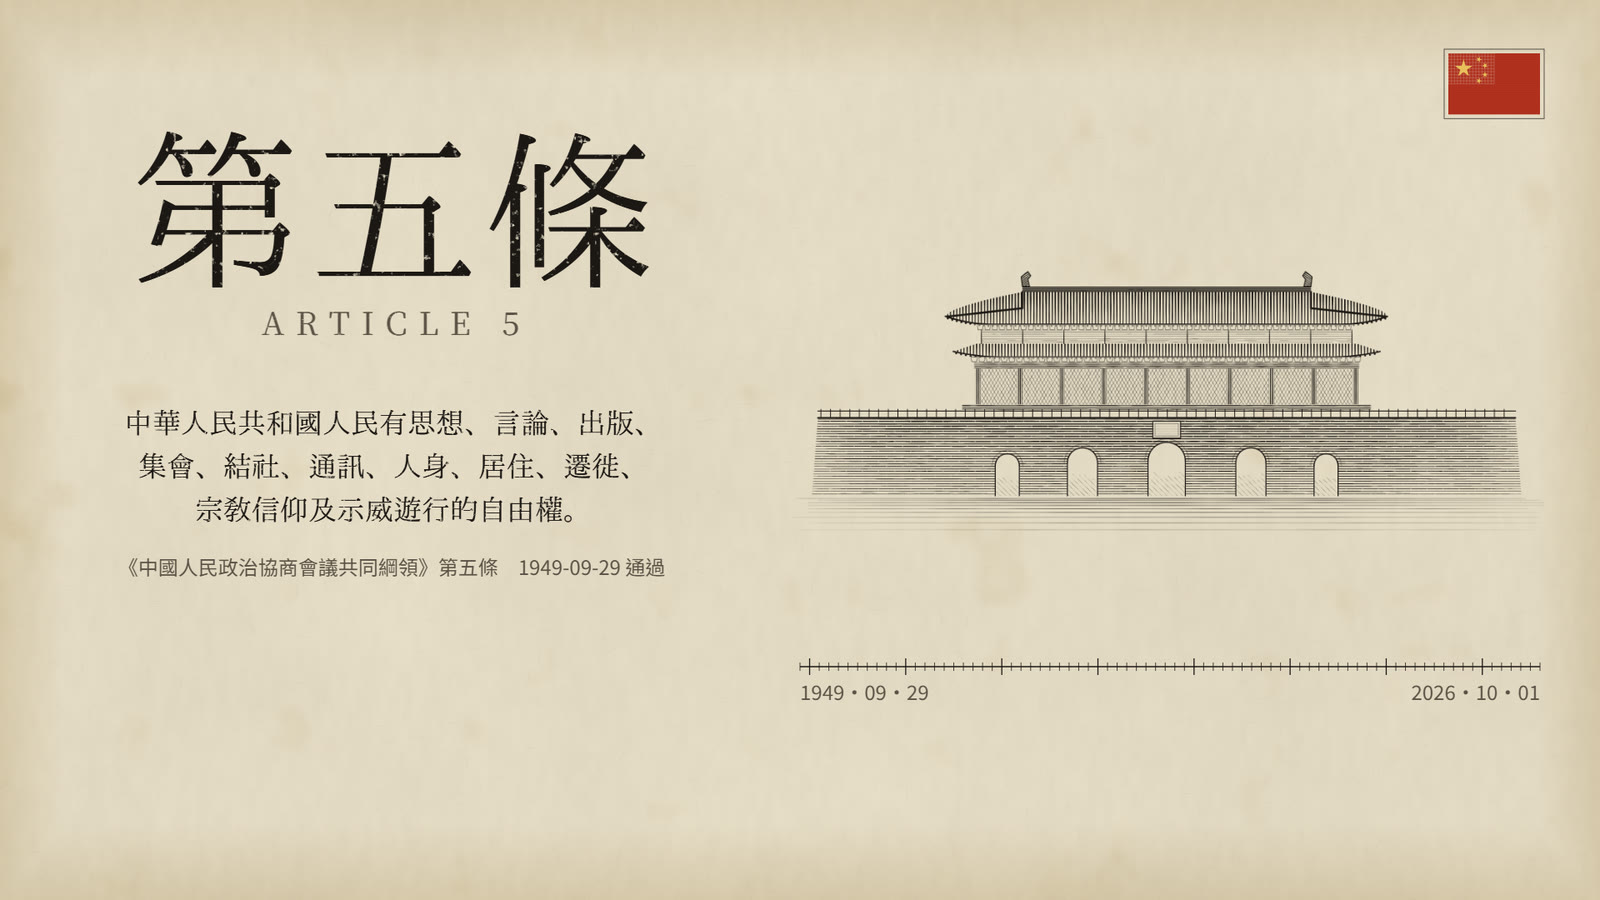 第五條
ARTICLE 5
中華人民共和國人民有思想、言論、出版、
集會、結社、通訊、人身、居住、遷徙、
宗教信仰及示威遊行的自由權。
《中國人民政治協商會議共同綱領》第五條　1949-09-29 通過
1949・09・29
2026・10・01